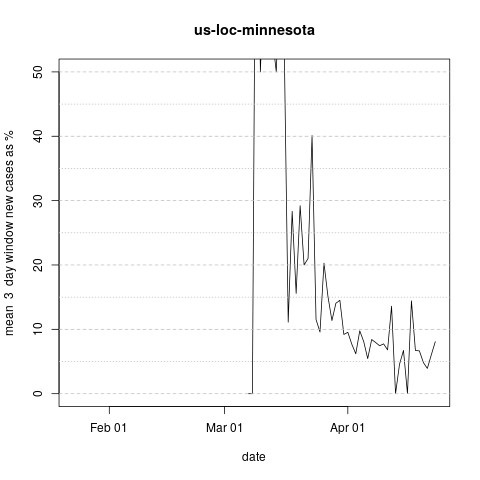 us-loc-minnesota
50
40
30
20
10
0
mean 3 day window new cases as %
Feb 01
Mar 01
Apr 01
date